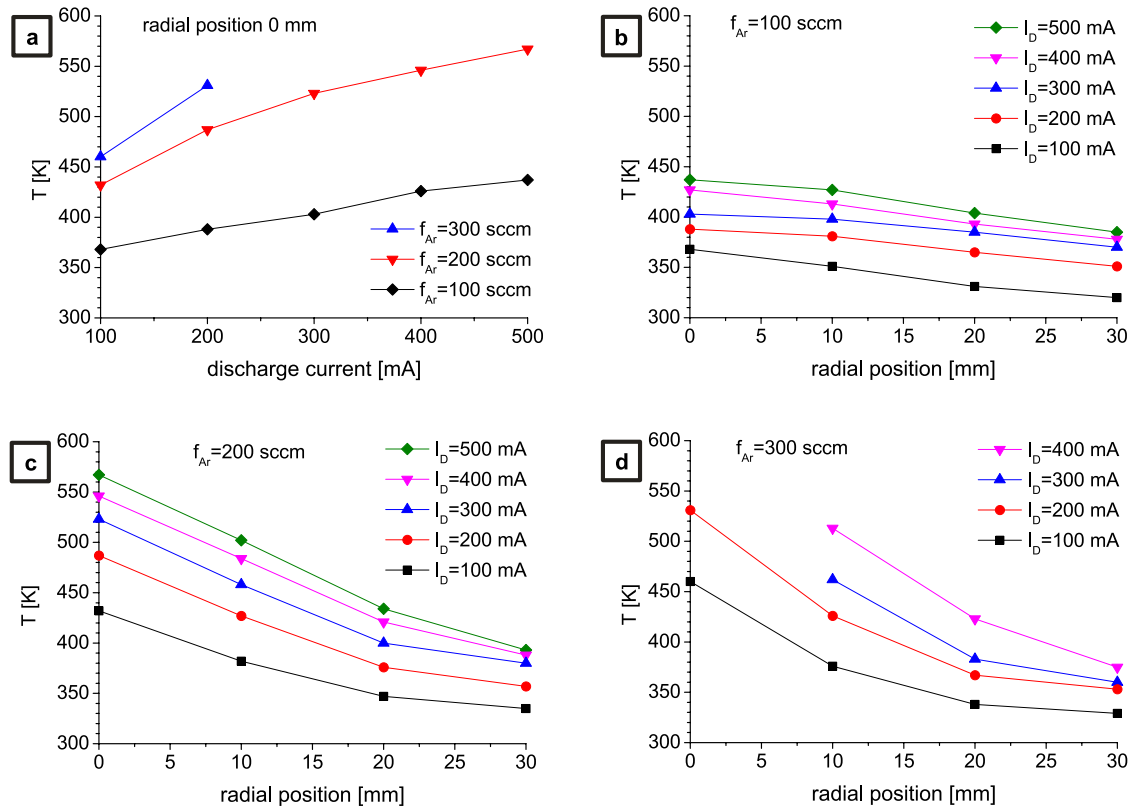 a
radial position 0 mm
T [K]
600
550
500
450
400
350
300
100 200 300 400 500
discharge current [mA]
f_Ar=300 sccm
f_Ar=200 sccm
f_Ar=100 sccm
b
f_Ar=100 sccm
I_D=500 mA
I_D=400 mA
I_D=300 mA
I_D=200 mA
I_D=100 mA
T [K]
600
550
500
450
400
350
300
0 5 10 15 20 25 30
radial position [mm]
c
f_Ar=200 sccm
I_D=500 mA
I_D=400 mA
I_D=300 mA
I_D=200 mA
I_D=100 mA
T [K]
600
550
500
450
400
350
300
0 5 10 15 20 25 30
radial position [mm]
d
f_Ar=300 sccm
I_D=400 mA
I_D=300 mA
I_D=200 mA
I_D=100 mA
T [K]
600
550
500
450
400
350
300
0 5 10 15 20 25 30
radial position [mm]